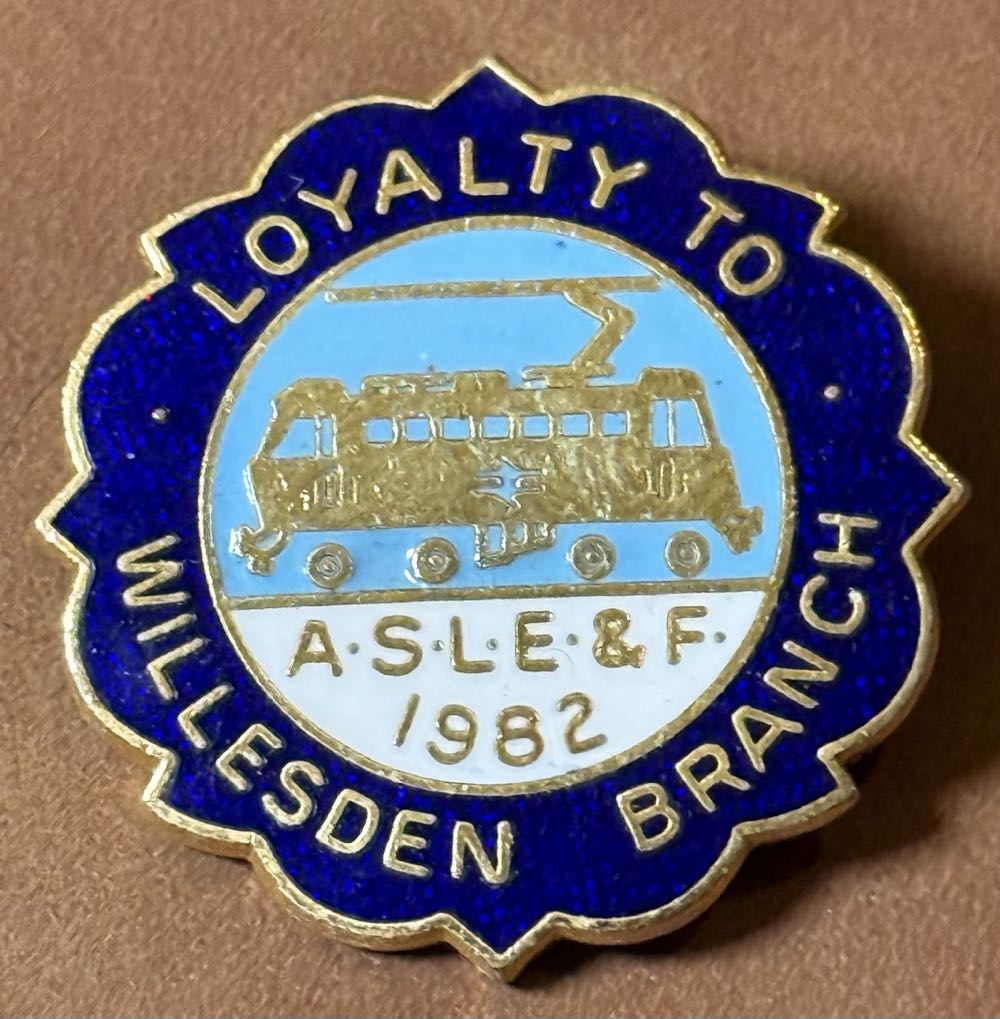 LOYALTY TO
A·S·L·E·&·F·
1982
WILLESDEN BRANCH